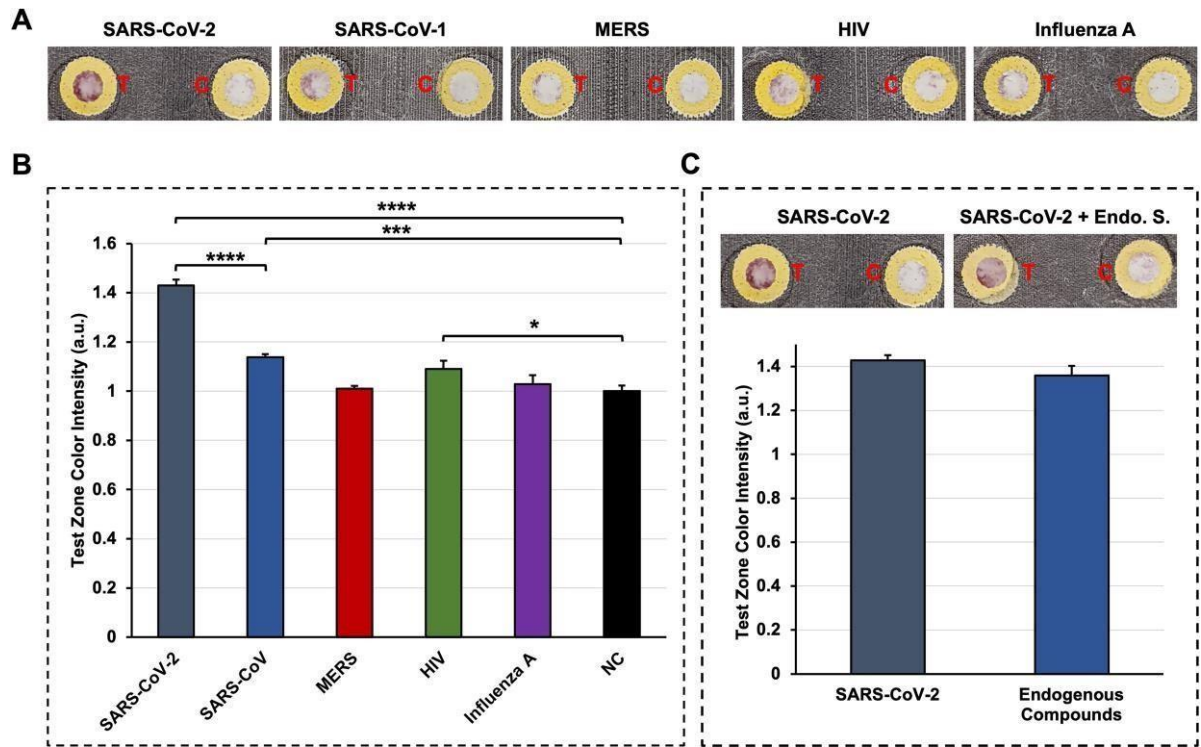 A
SARS-CoV-2 SARS-CoV-1 MERS HIV Influenza A
T C T C T C T C T C
B
****
***
****
*
Test Zone Color Intensity (a.u.)
1.6
1.4
1.2
1
0.8
0.6
0.4
0.2
0
SARS-CoV-2 SARS-CoV MERS HIV Influenza A NC
C
SARS-CoV-2 SARS-CoV-2 + Endo. S.
T C T C
Test Zone Color Intensity (a.u.)
1.4
1.2
1
0.8
0.6
0.4
0.2
0
SARS-CoV-2 Endogenous
Compounds